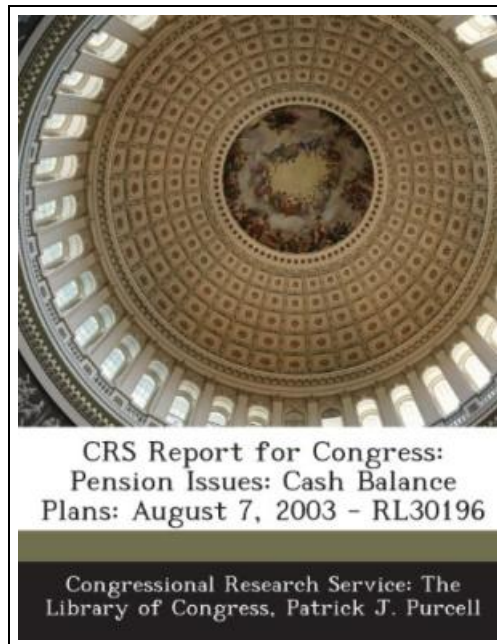 CRS Report for Congress:
Pension Issues: Cash Balance
Plans: August 7, 2003 - RL30196
Congressional Research Service: The
Library of Congress, Patrick J. Purcell